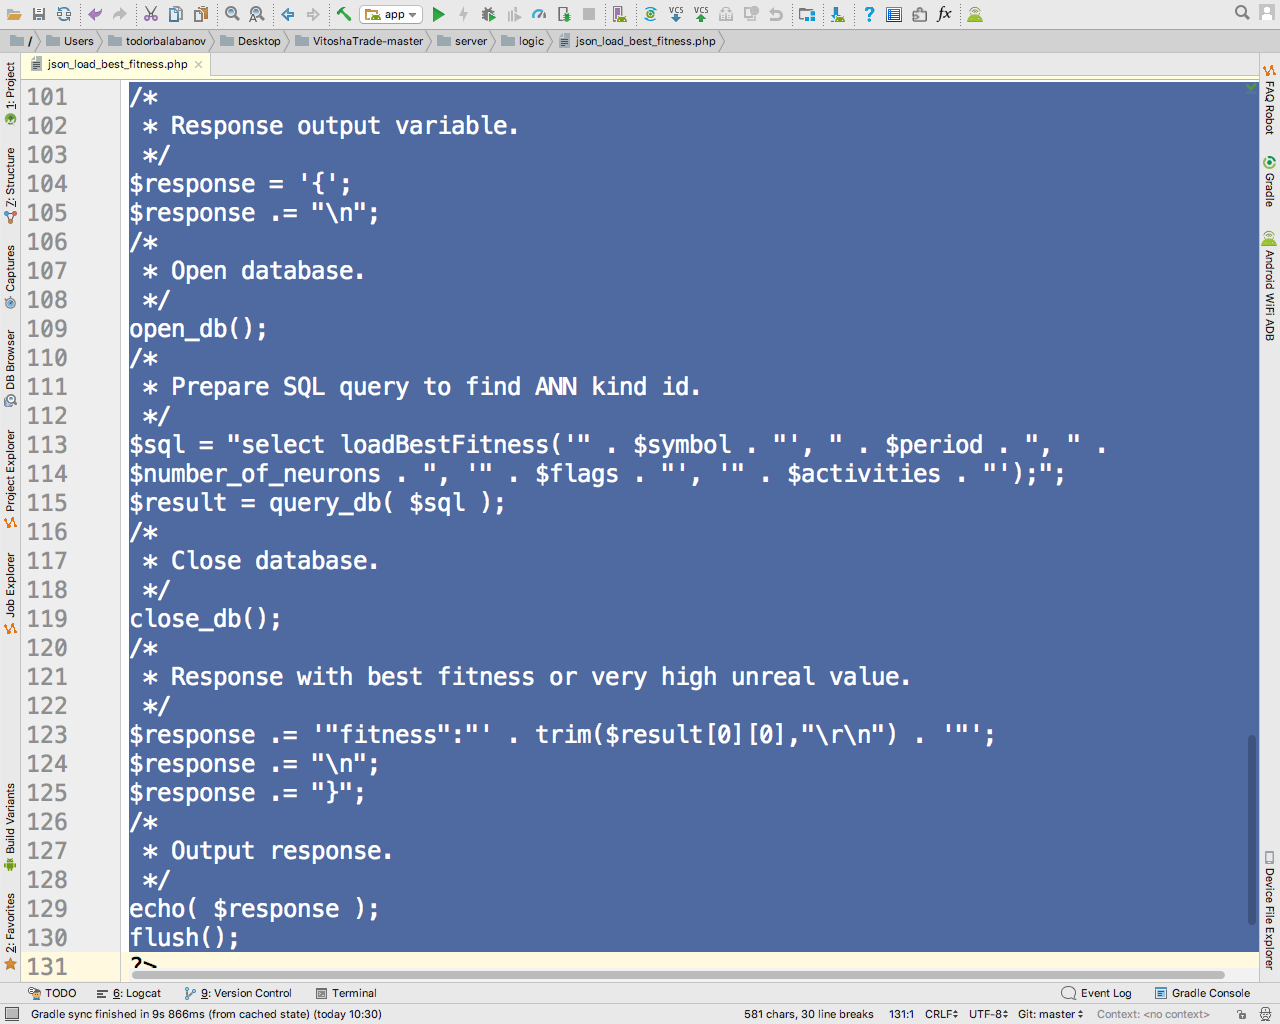 app
VCS
VCS
fx
/
Users
todorbalabanov
Desktop
VitoshaTrade-master
server
logic
json_load_best_fitness.php
json_load_best_fitness.php
1: Project
7: Structure
Captures
DB Browser
Project Explorer
Job Explorer
Build Variants
2: Favorites
101 /*
102  * Response output variable.
103  */
104 $response = '{';
105 $response .= "\n";
106 /*
107  * Open database.
108  */
109 open_db();
110 /*
111  * Prepare SQL query to find ANN kind id.
112  */
113 $sql = "select loadBestFitness('" . $symbol . "', " . $period . ", " .
114 $number_of_neurons . ", '" . $flags . "', '" . $activities . "');";
115 $result = query_db( $sql );
116 /*
117  * Close database.
118  */
119 close_db();
120 /*
121  * Response with best fitness or very high unreal value.
122  */
123 $response .= '"fitness":"' . trim($result[0][0],"\r\n") . '"';
124 $response .= "\n";
125 $response .= "}";
126 /*
127  * Output response.
128  */
129 echo( $response );
130 flush();
131 ?>
FAQ Robot
Gradle
Android WiFi ADB
Device File Explorer
TODO
6: Logcat
9: Version Control
Terminal
Event Log
Gradle Console
Gradle sync finished in 9s 866ms (from cached state) (today 10:30)
581 chars, 30 line breaks
131:1
CRLF
UTF-8
Git: master
Context: <no context>